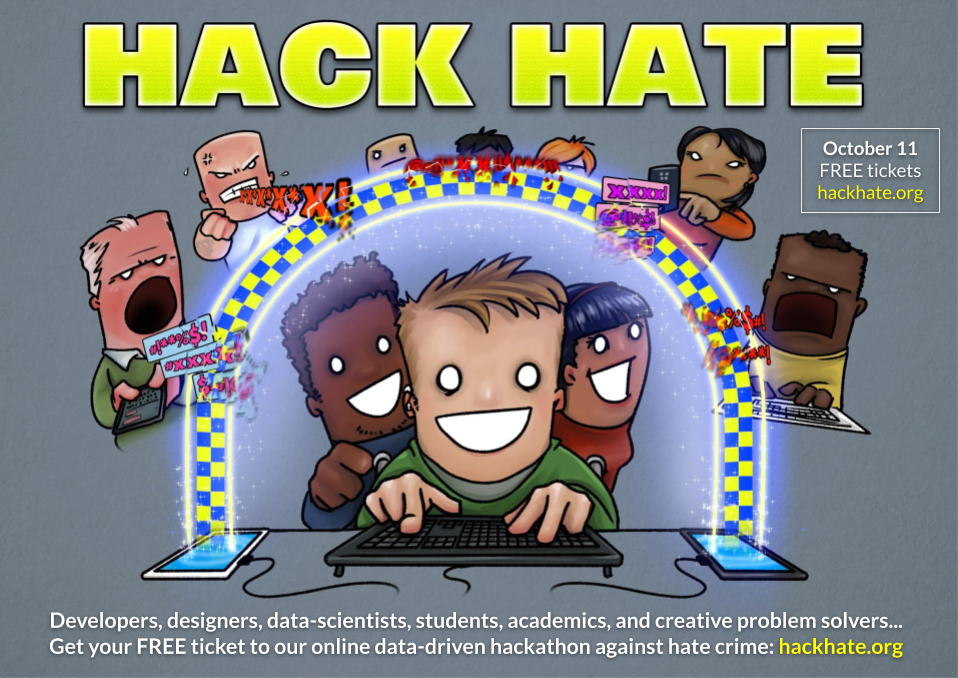 HACK HATE
October 11
FREE tickets
hackhate.org
Developers, designers, data-scientists, students, academics, and creative problem solvers...
Get your FREE ticket to our online data-driven hackathon against hate crime: hackhate.org